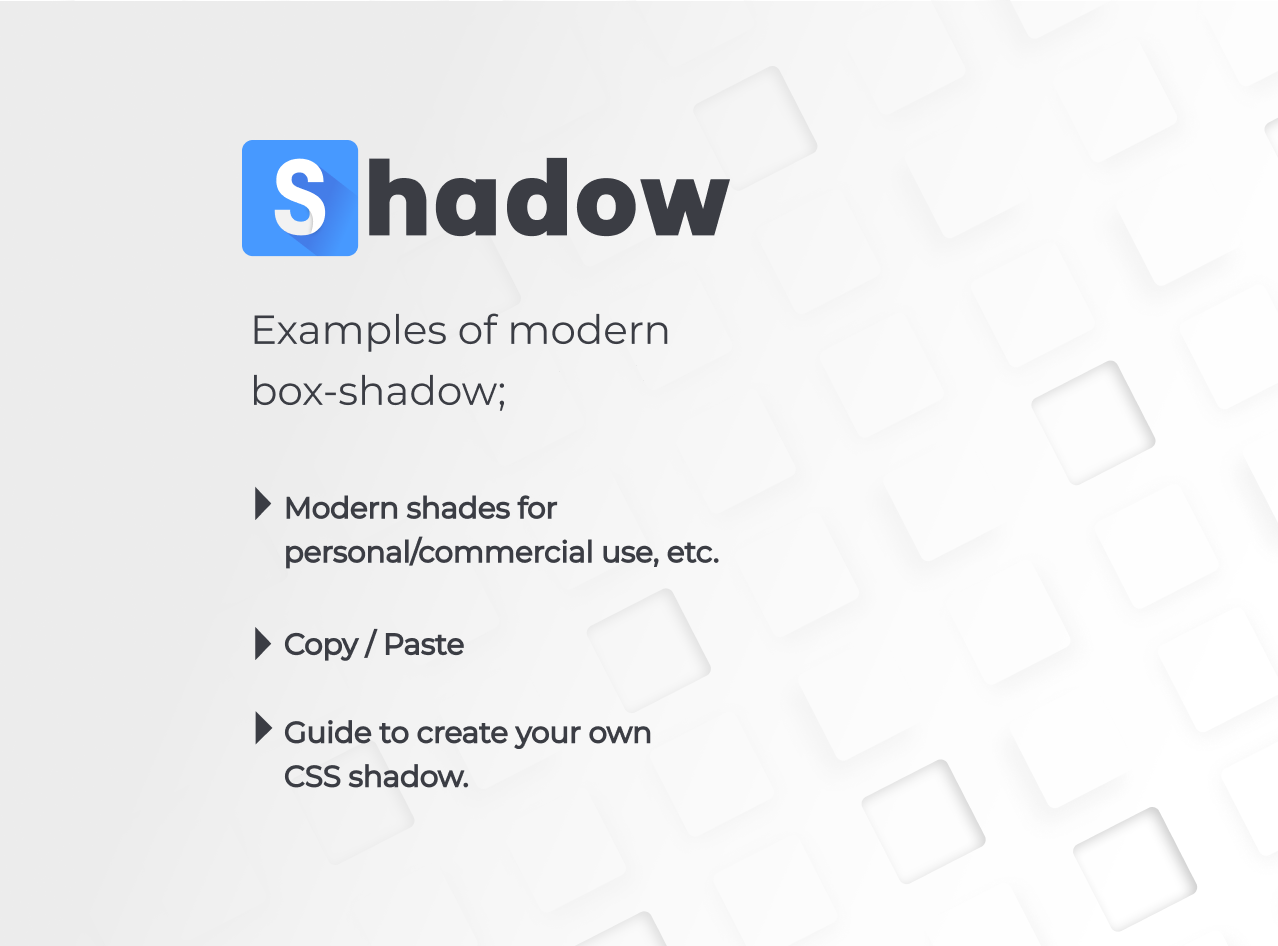 Shadow
Examples of modern
box-shadow;
Modern shades for
personal/commercial use, etc.
Copy / Paste
Guide to create your own
CSS shadow.